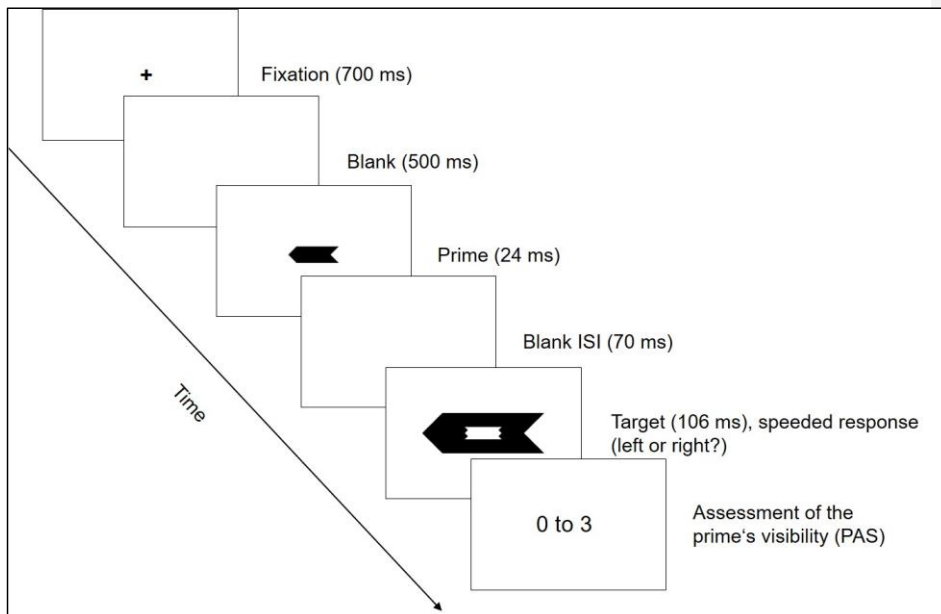 +
Fixation (700 ms)
Blank (500 ms)
Prime (24 ms)
Blank ISI (70 ms)
Time
Target (106 ms), speeded response
(left or right?)
0 to 3
Assessment of the
prime‘s visibility (PAS)